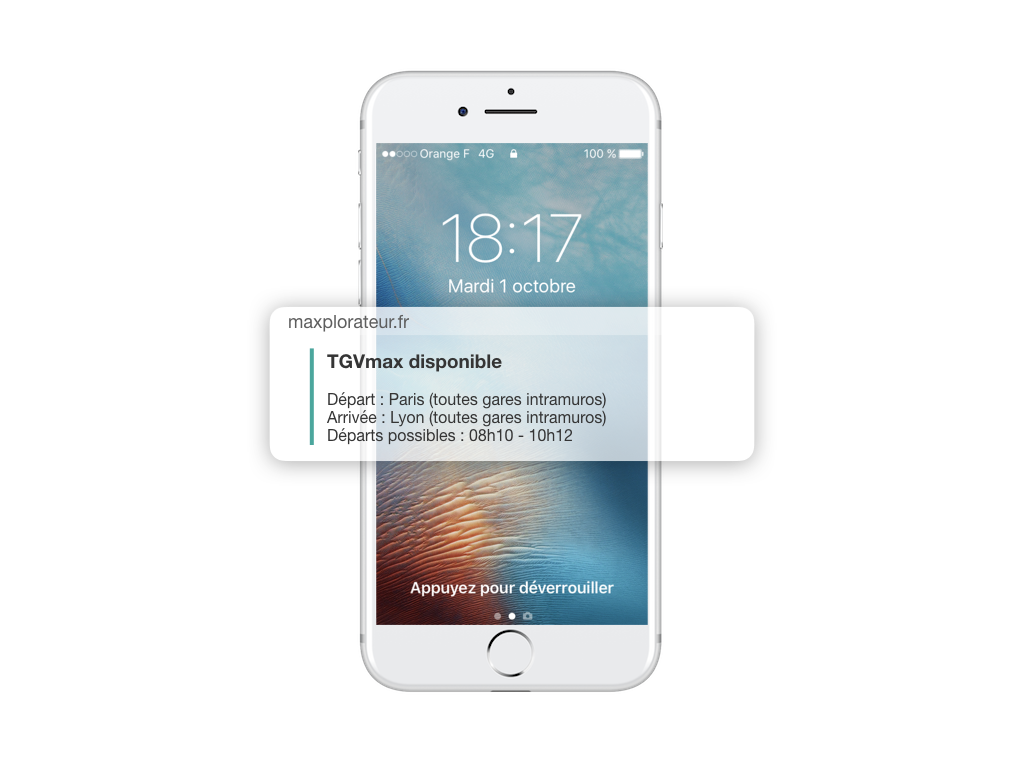 Orange F 4G 100 %
18:17
Mardi 1 octobre
maxplorateur.fr
TGVmax disponible
Départ : Paris (toutes gares intramuros)
Arrivée : Lyon (toutes gares intramuros)
Départs possibles : 08h10 - 10h12
Appuyez pour déverrouiller